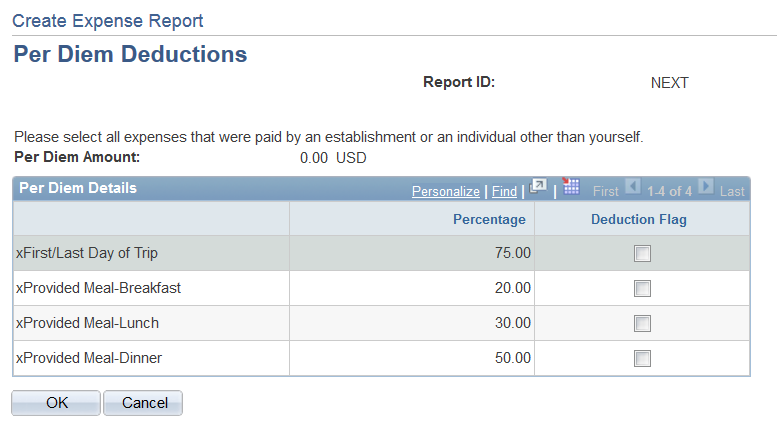 Create Expense Report
Per Diem Deductions
Report ID: NEXT
Please select all expenses that were paid by an establishment or an individual other than yourself.
Per Diem Amount: 0.00 USD
Per Diem Details Personalize | Find | | First 1-4 of 4 Last
Percentage Deduction Flag
xFirst/Last Day of Trip 75.00
xProvided Meal-Breakfast 20.00
xProvided Meal-Lunch 30.00
xProvided Meal-Dinner 50.00
OK Cancel